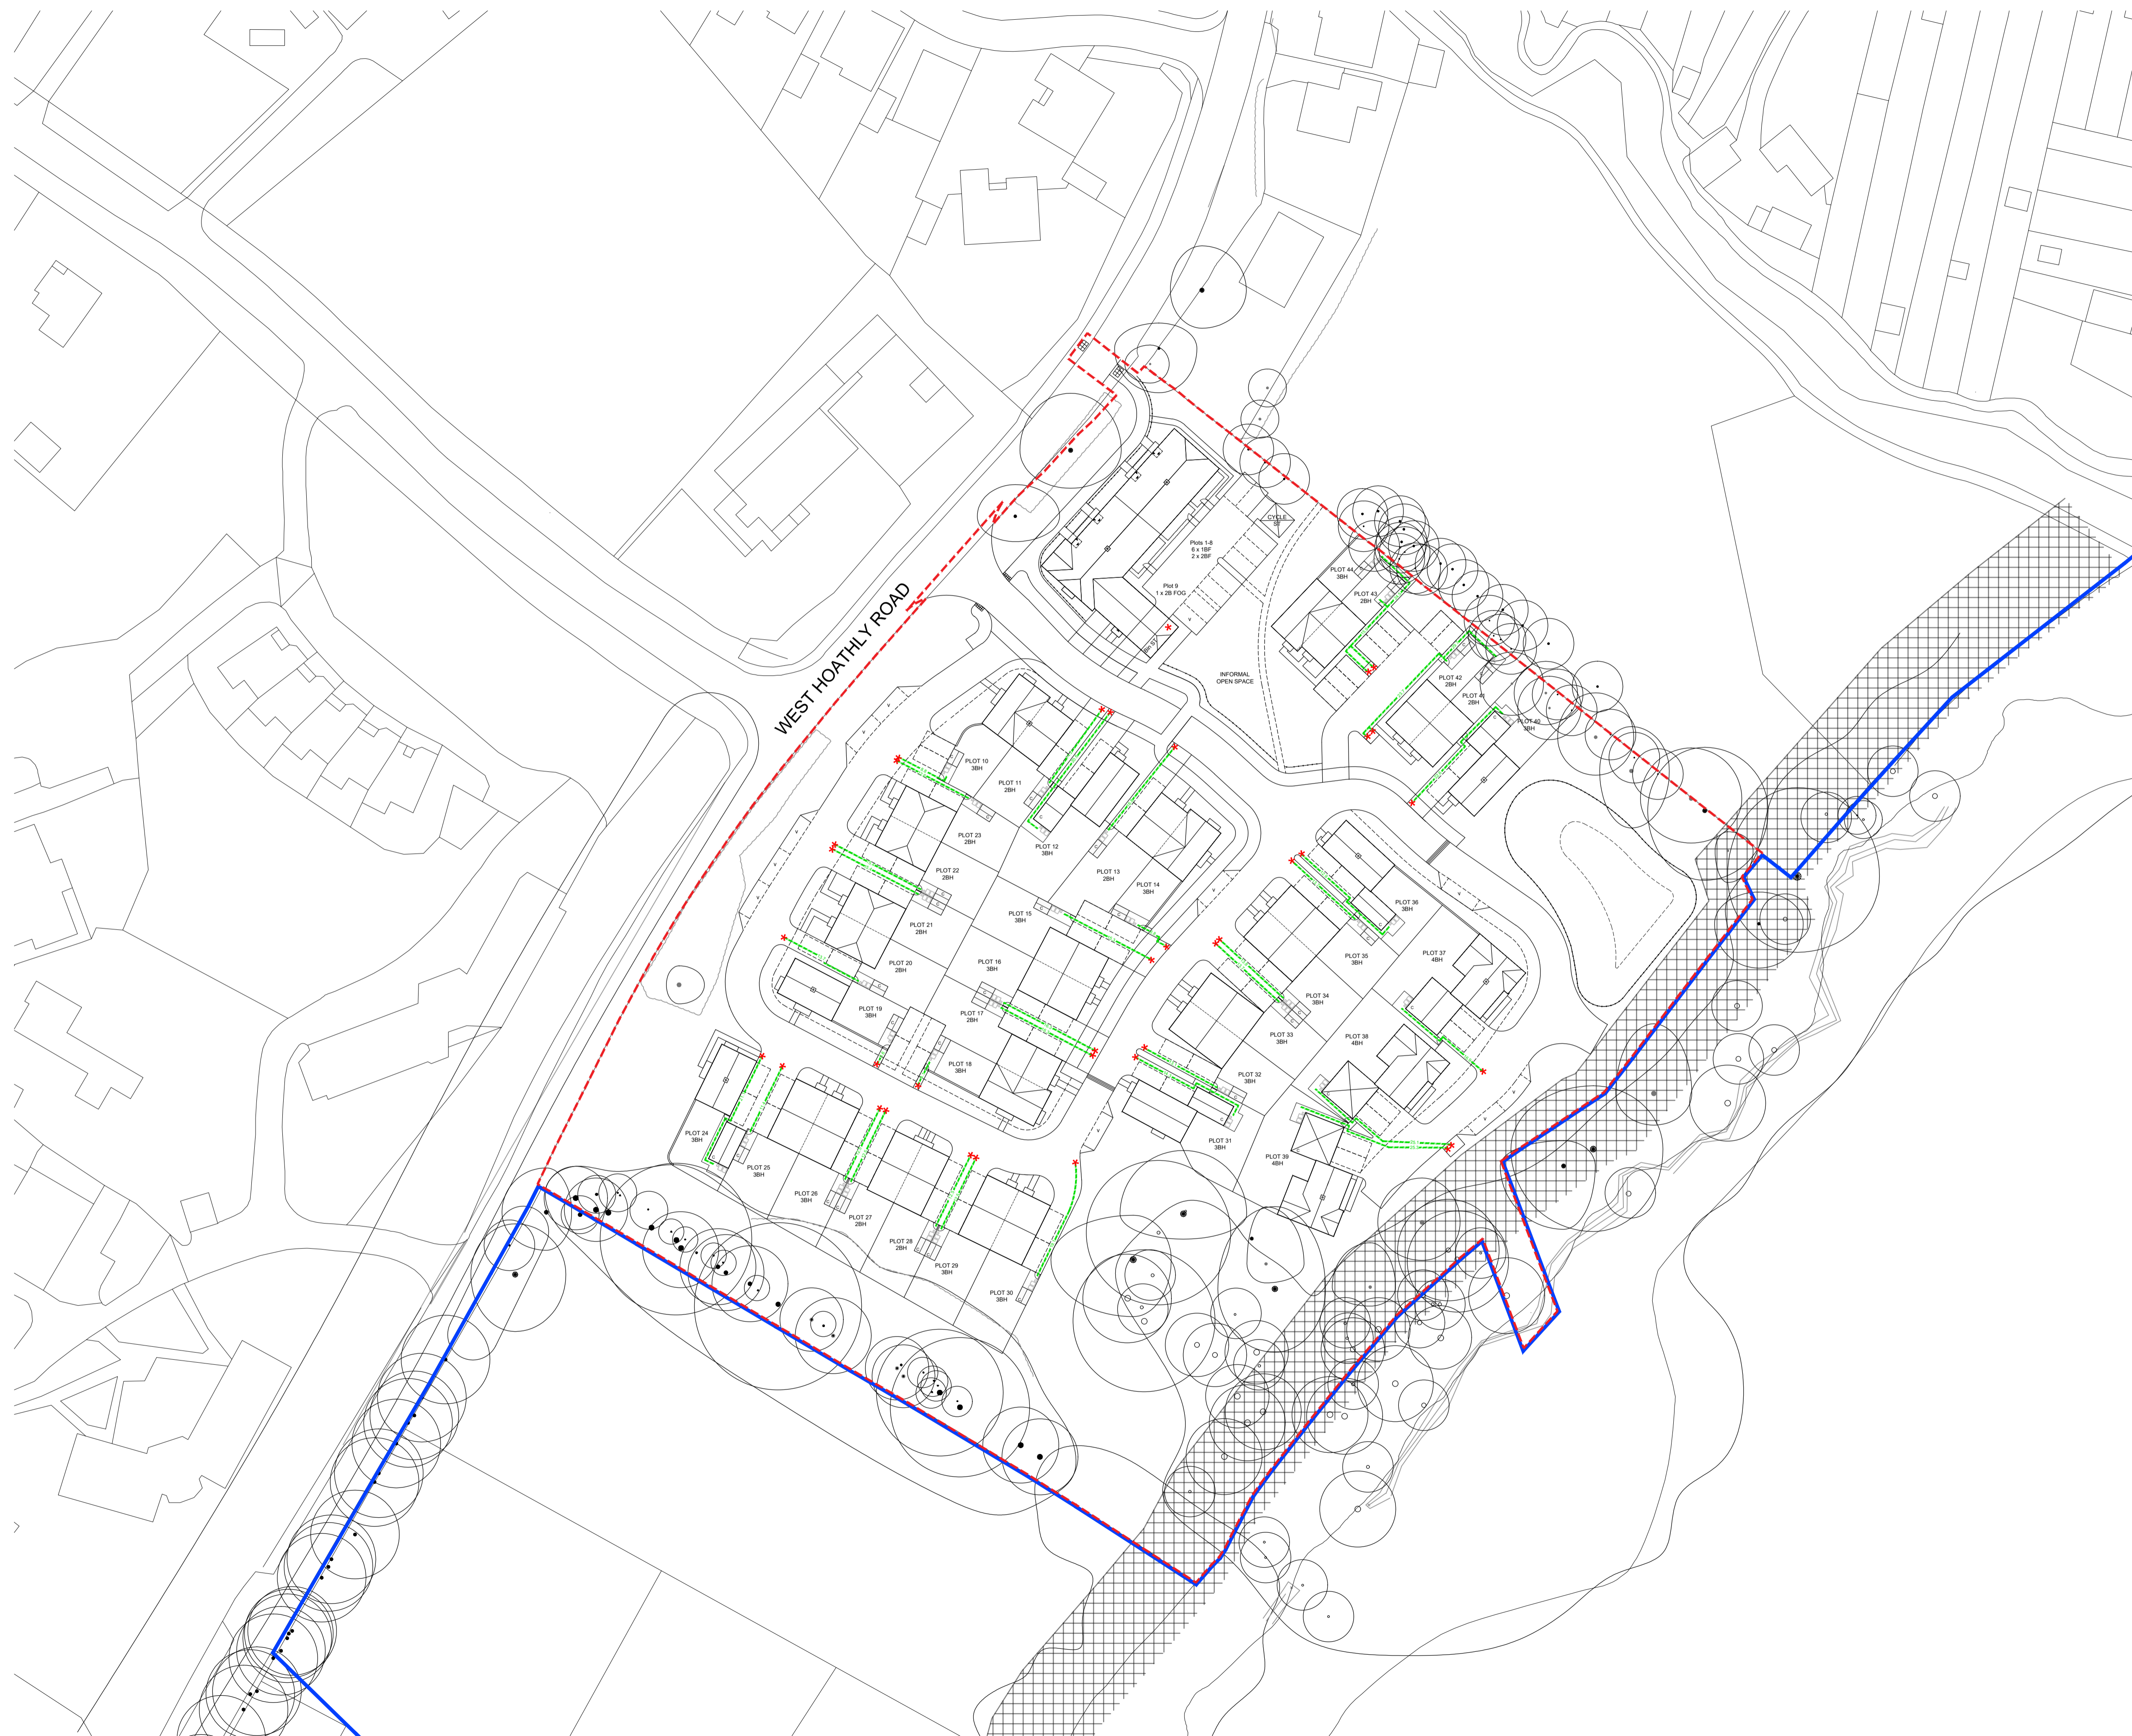 WEST HOATHLY ROAD
CYCLE
ST
Plots 1-8
6 x 1BF
2 x 2BF
Plot 9
1 x 2B FOG
Bin ST
INFORMAL
OPEN SPACE
PLOT 44
3BH
PLOT 43
2BH
PLOT 42
2BH
PLOT 41
2BH
PLOT 40
3BH
PLOT 10
3BH
PLOT 11
2BH
PLOT 12
3BH
PLOT 13
2BH
PLOT 14
3BH
PLOT 15
3BH
PLOT 16
3BH
PLOT 17
2BH
PLOT 18
3BH
PLOT 19
3BH
PLOT 20
2BH
PLOT 21
2BH
PLOT 22
2BH
PLOT 23
2BH
PLOT 24
3BH
PLOT 25
3BH
PLOT 26
3BH
PLOT 27
2BH
PLOT 28
2BH
PLOT 29
3BH
PLOT 30
3BH
PLOT 31
3BH
PLOT 32
3BH
PLOT 33
3BH
PLOT 34
3BH
PLOT 35
3BH
PLOT 36
3BH
PLOT 37
4BH
PLOT 38
4BH
PLOT 39
4BH